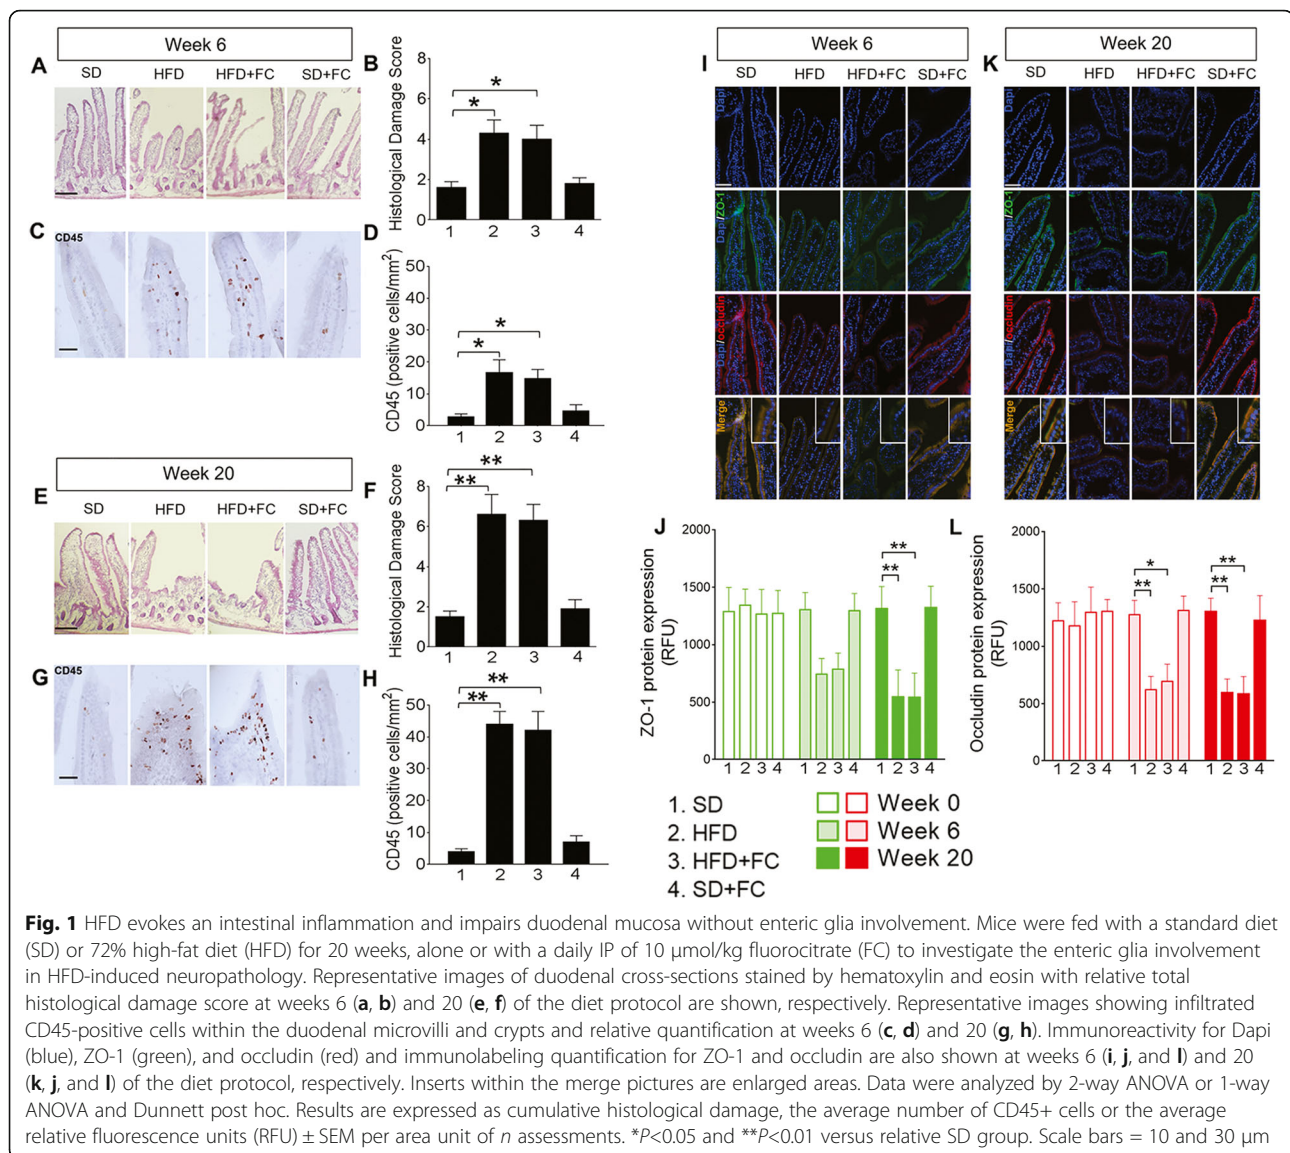 Week 6
A
SD HFD HFD+FC SD+FC
B
Histological Damage Score
8
6
4
2
0
* *
1 2 3 4
C
CD45
D
CD45 (positive cells/mm²)
50
40
30
20
10
0
* *
1 2 3 4
Week 20
E
SD HFD HFD+FC SD+FC
F
Histological Damage Score
8
6
4
2
0
** **
1 2 3 4
G
CD45
H
CD45 (positive cells/mm²)
50
40
30
20
10
0
** **
1 2 3 4
Week 6
I
SD HFD HFD+FC SD+FC
Dapi
Dapi/ZO-1
Dapi/occludin
Merge
Week 20
K
SD HFD HFD+FC SD+FC
Dapi
Dapi/ZO-1
Dapi/occludin
Merge
J
ZO-1 protein expression
(RFU)
2000
1500
1000
500
0
** **
1 2 3 4 1 2 3 4 1 2 3 4
L
Occludin protein expression
(RFU)
2000
1500
1000
500
0
* ** ** **
1 2 3 4 1 2 3 4 1 2 3 4
1. SD
2. HFD
3. HFD+FC
4. SD+FC
Week 0
Week 6
Week 20
Fig. 1 HFD evokes an intestinal inflammation and impairs duodenal mucosa without enteric glia involvement. Mice were fed with a standard diet
(SD) or 72% high-fat diet (HFD) for 20 weeks, alone or with a daily IP of 10 μmol/kg fluorocitrate (FC) to investigate the enteric glia involvement
in HFD-induced neuropathology. Representative images of duodenal cross-sections stained by hematoxylin and eosin with relative total
histological damage score at weeks 6 (a, b) and 20 (e, f) of the diet protocol are shown, respectively. Representative images showing infiltrated
CD45-positive cells within the duodenal microvilli and crypts and relative quantification at weeks 6 (c, d) and 20 (g, h). Immunoreactivity for Dapi
(blue), ZO-1 (green), and occludin (red) and immunolabeling quantification for ZO-1 and occludin are also shown at weeks 6 (i, j, and l) and 20
(k, j, and l) of the diet protocol, respectively. Inserts within the merge pictures are enlarged areas. Data were analyzed by 2-way ANOVA or 1-way
ANOVA and Dunnett post hoc. Results are expressed as cumulative histological damage, the average number of CD45+ cells or the average
relative fluorescence units (RFU) ± SEM per area unit of n assessments. *P<0.05 and **P<0.01 versus relative SD group. Scale bars = 10 and 30 μm